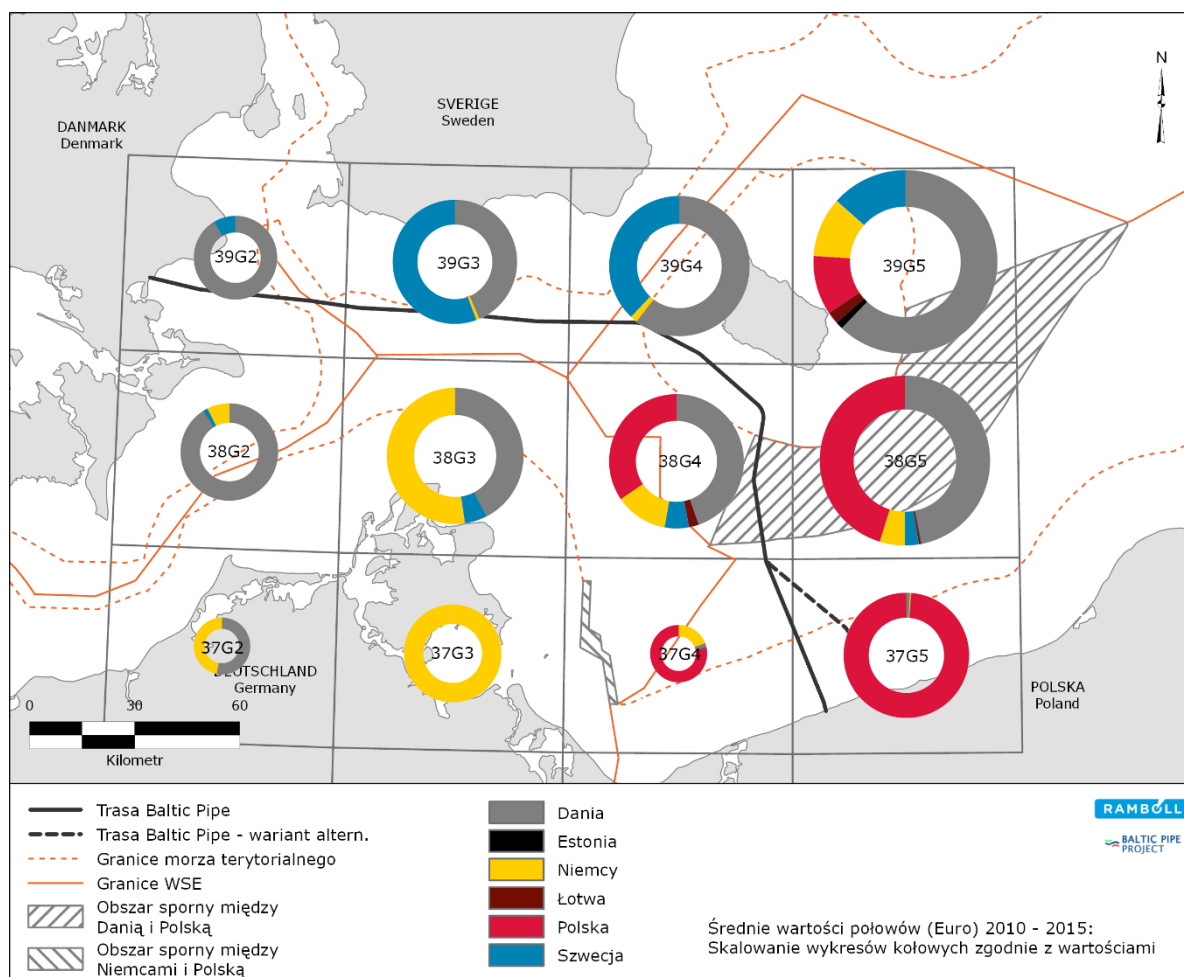 N
SVERIGE
Sweden
DANMARK
Denmark
39G2
39G3
39G4
39G5
38G2
38G3
38G4
38G5
37G2
37G3
37G4
37G5
DEUTSCHLAND
Germany
POLSKA
Poland
0 30 60
Kilometr
Trasa Baltic Pipe
Trasa Baltic Pipe - wariant altern.
Granice morza terytorialnego
Granice WSE
Obszar sporny między
Danią i Polską
Obszar sporny między
Niemcami i Polską
Dania
Estonia
Niemcy
Łotwa
Polska
Szwecja
RAMBOLL
BALTIC PIPE
PROJECT
Średnie wartości połowów (Euro) 2010 - 2015:
Skalowanie wykresów kołowych zgodnie z wartościami